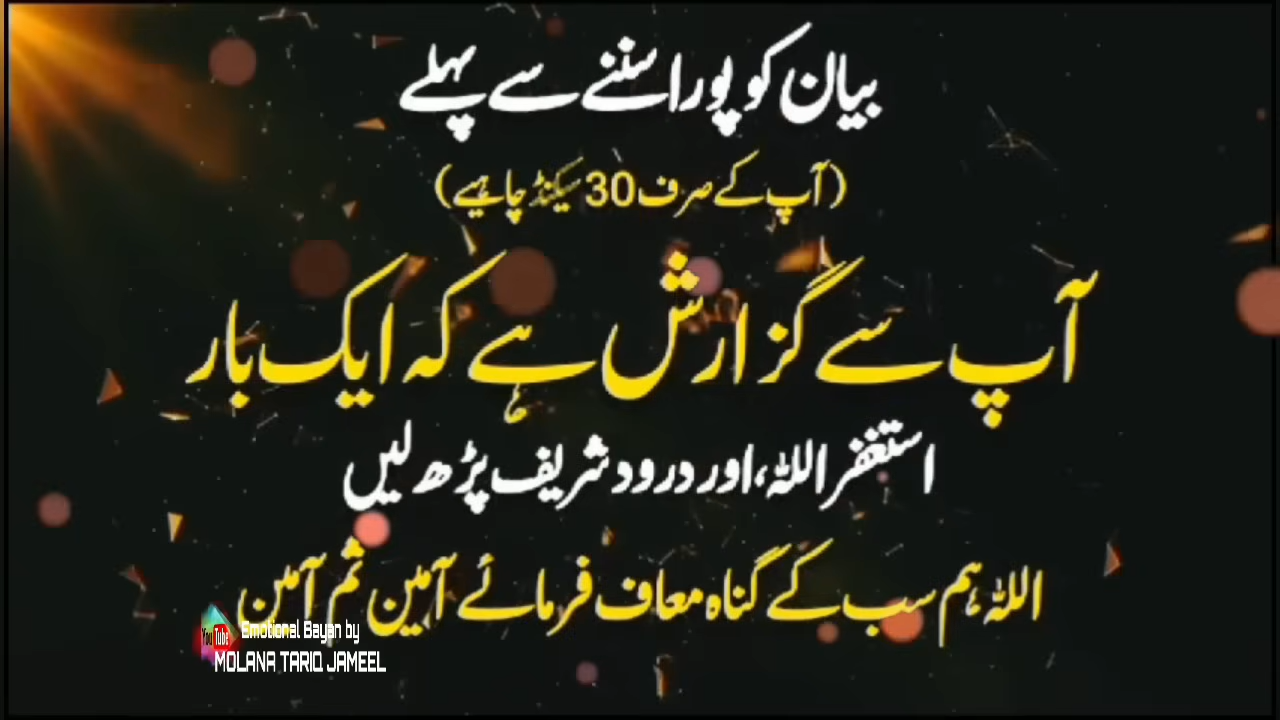 بیان کو پورا سننے سے پہلے
(آپ کے صرف 30 سیکنڈ چاہیے)
آپ سے گزارش ہے کہ ایک بار
استغفر اللہ، اور درود شریف پڑھ لیں
اللہ ہم سب کے گناہ معاف فرمائے آمین ثم آمین
YouTube
Emotional Bayan by
MOLANA TARIQ JAMEEL